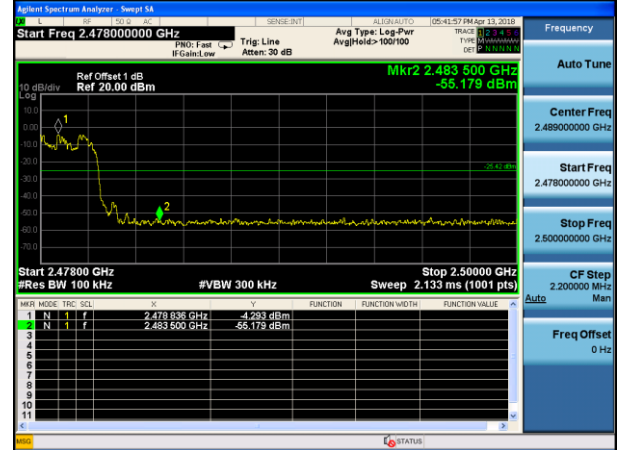 Agilent Spectrum Analyzer - Swept SA
L RF 50 Ω AC SENSE:INT ALIGNAUTO 05:41:57 PM Apr 13, 2018
Start Freq 2.478000000 GHz
PNO: Fast
IFGain:Low
Trig: Line
Atten: 30 dB
Avg Type: Log-Pwr
Avg|Hold:> 100/100
TRACE 1 2 3 4 5 6
TYPE M
DET P N N N N N
Frequency
Auto Tune
Center Freq
2.489000000 GHz
Start Freq
2.478000000 GHz
Stop Freq
2.500000000 GHz
CF Step
2.200000 MHz
Auto Man
Freq Offset
0 Hz
Mkr2 2.483 500 GHz
-55.179 dBm
Ref Offset 1 dB
10 dB/div Ref 20.00 dBm
Log
10.0
0.00
-10.0
-20.0
-30.0
-40.0
-50.0
-60.0
-70.0
1
2
-25.42 dBm
Start 2.47800 GHz Stop 2.50000 GHz
#Res BW 100 kHz #VBW 300 kHz Sweep 2.133 ms (1001 pts)
MKR MODE TRC SCL X Y FUNCTION FUNCTION WIDTH FUNCTION VALUE
1 N 1 f 2.478 836 GHz -4.293 dBm
2 N 1 f 2.483 500 GHz -55.179 dBm
3
4
5
6
7
8
9
10
11
MSG STATUS